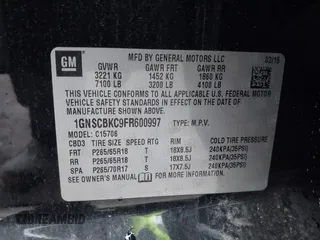 GM
MFD BY GENERAL MOTORS LLC
02/15
GVWR GAWR FRT GAWR RR
3221 KG 1452 KG 1860 KG
7100 LB 3200 LB 4100 LB
THIS VEHICLE CONFORMS TO ALL APPLICABLE U.S. FEDERAL MOTOR
VEHICLE SAFETY STANDARDS IN EFFECT ON THE DATE OF
MANUFACTURE SHOWN ABOVE.
1GNSCBKC9FR600997 TYPE: M.P.V.
MODEL: C15706
CBD3 TIRE SIZE SPEED RTG RIM COLD TIRE PRESSURE
FRT P265/65R18 T 18X8.5J 240KPA(35PSI)
RR P265/65R18 T 18X8.5J 240KPA(35PSI)
SPA P265/70R17 S 17X7.5J 240KPA(35PSI)
SEE OWNER'S MANUAL FOR MORE INFORMATION.